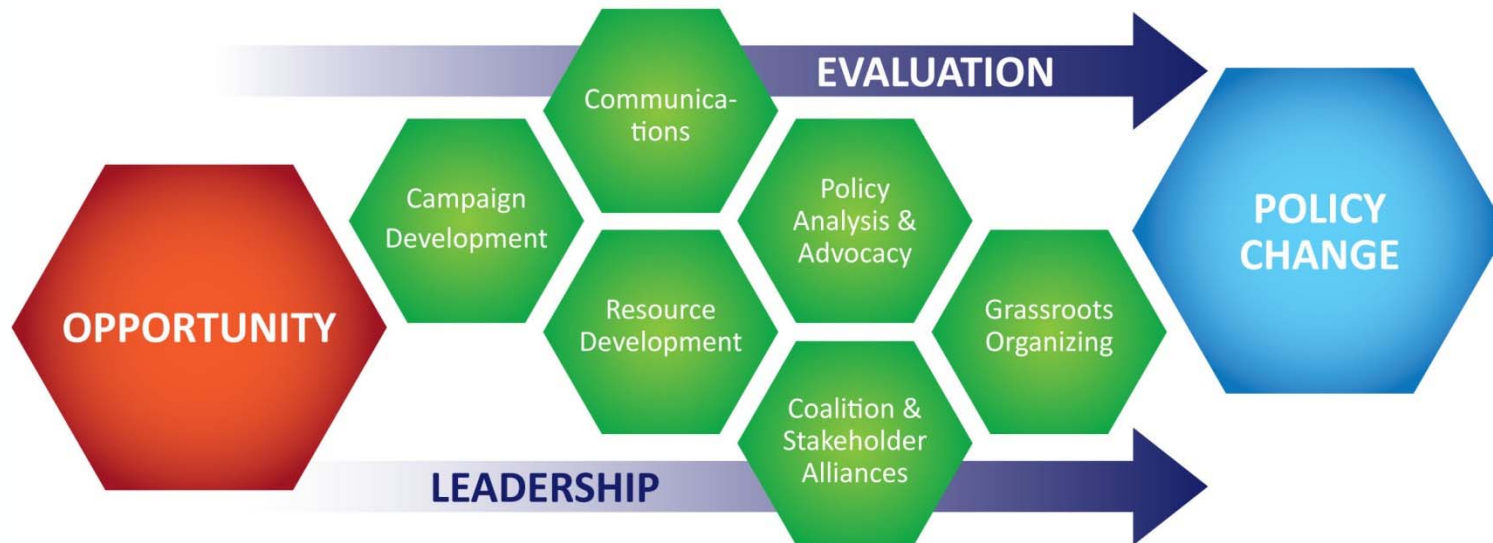 EVALUATION
Communica-
tions
Campaign
Development
Policy
Analysis &
Advocacy
POLICY
CHANGE
OPPORTUNITY
Resource
Development
Grassroots
Organizing
Coalition &
Stakeholder
Alliances
LEADERSHIP